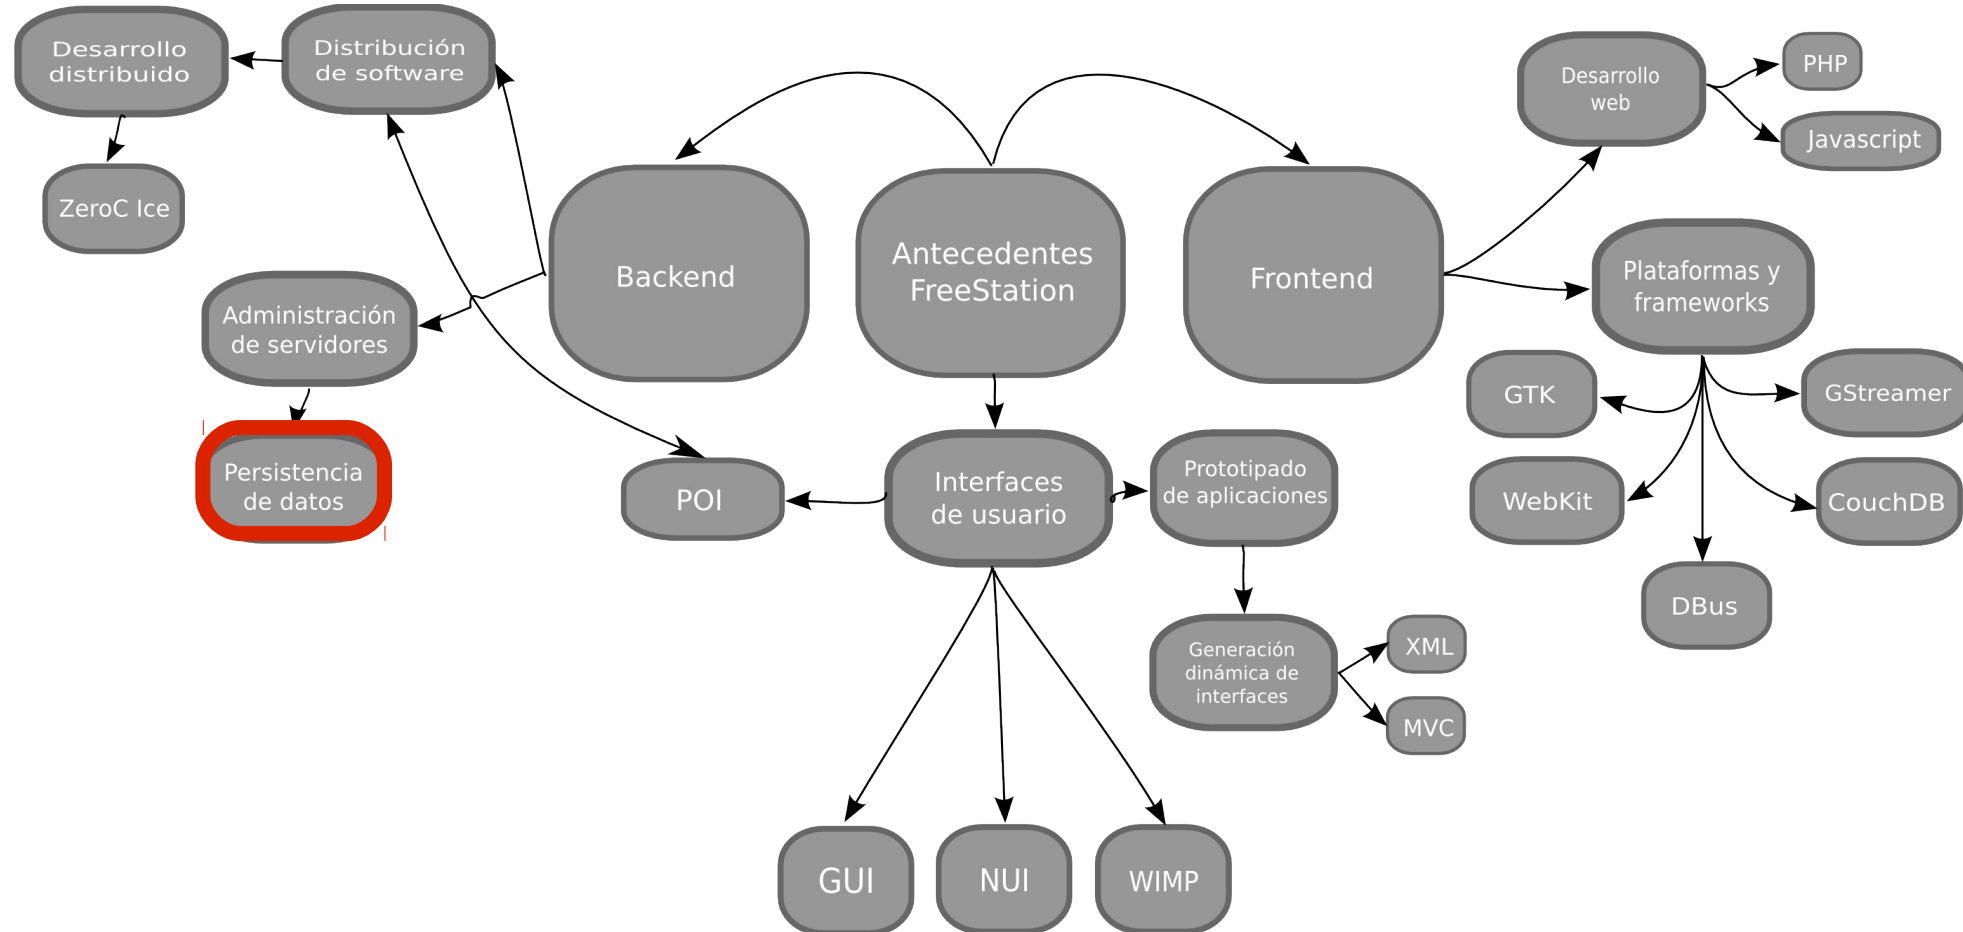 Desarrollo
distribuido
Distribución
de software
ZeroC Ice
Backend
Antecedentes
FreeStation
Frontend
Desarrollo
web
PHP
Javascript
Plataformas y
frameworks
Administración
de servidores
Persistencia
de datos
POI
Interfaces
de usuario
Prototipado
de aplicaciones
GTK
GStreamer
WebKit
CouchDB
DBus
Generación
dinámica de
interfaces
XML
MVC
GUI
NUI
WIMP